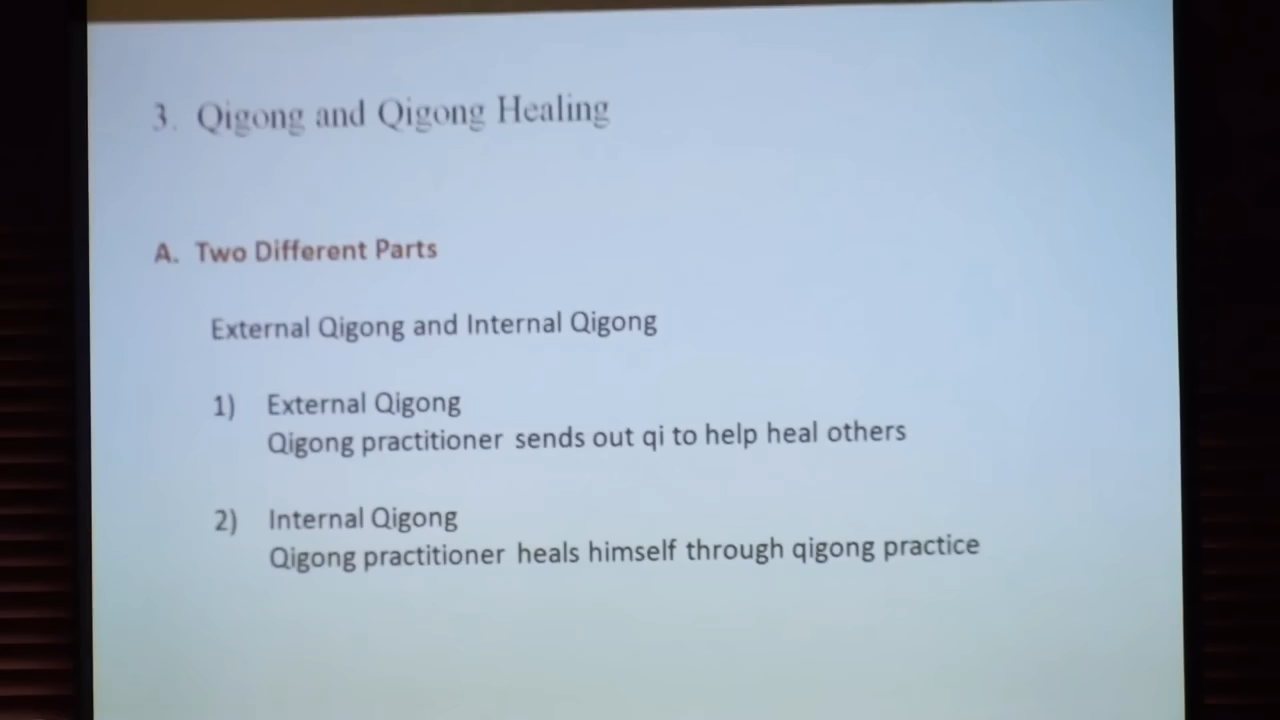 3. Qigong and Qigong Healing
A. Two Different Parts
External Qigong and Internal Qigong
1) External Qigong
Qigong practitioner sends out qi to help heal others
2) Internal Qigong
Qigong practitioner heals himself through qigong practice